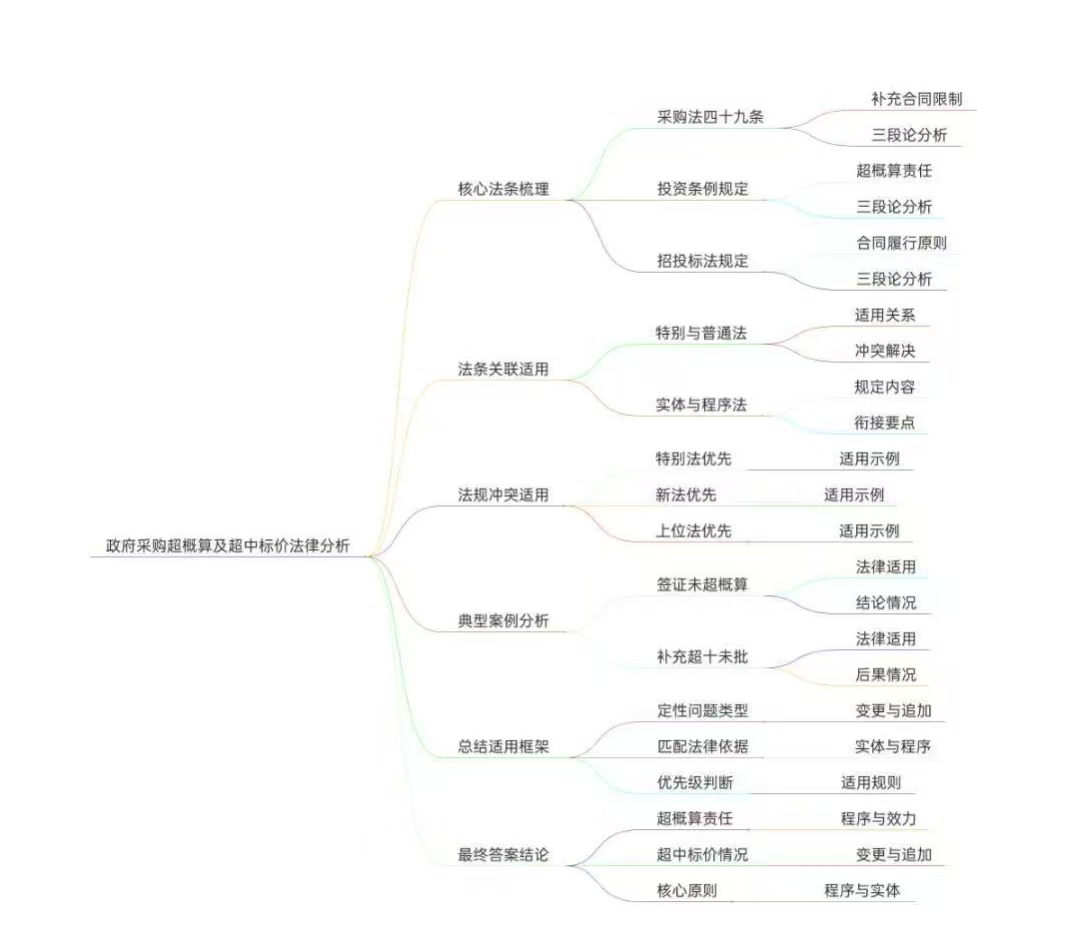 政府采购超概算及超中标价法律分析
核心法条梳理
采购法四十九条
补充合同限制
三段论分析
投资条例规定
超概算责任
三段论分析
招投标法规定
合同履行原则
三段论分析
法条关联适用
特别与普通法
适用关系
冲突解决
实体与程序法
规定内容
衔接要点
法规冲突适用
特别法优先
适用示例
新法优先
适用示例
上位法优先
适用示例
典型案例分析
签证未超概算
法律适用
结论情况
补充超十未批
法律适用
后果情况
总结适用框架
定性问题类型
变更与追加
匹配法律依据
实体与程序
优先级判断
适用规则
最终答案结论
超概算责任
程序与效力
超中标价情况
变更与追加
核心原则
程序与实体